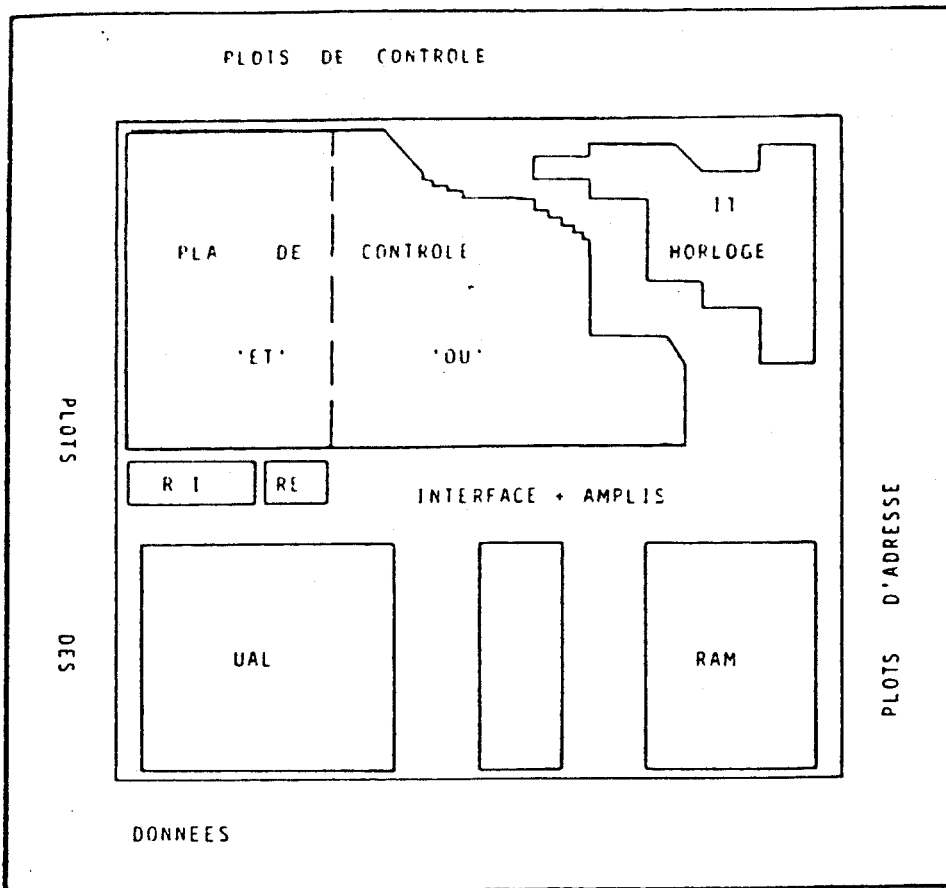 PLOTS DE CONTROLE
IT
HORLOGE
PLA DE CONTROLE
'ET' 'OU'
R I
RE
INTERFACE + AMPLIS
UAL
RAM
PLOTS DES
DONNEES
PLOTS D'ADRESSE